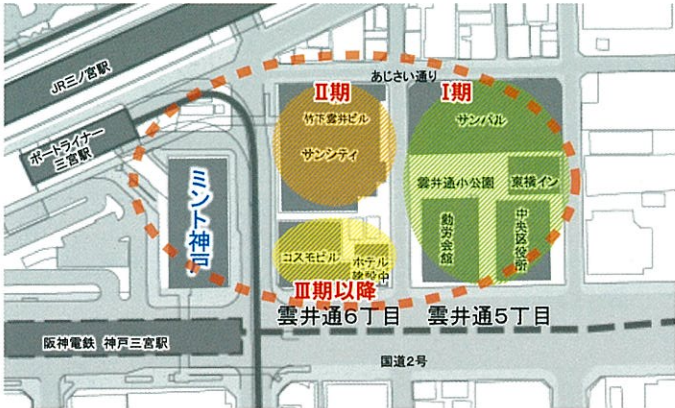 JR三ノ宮駅
ポートライナー
三宮駅
ミント神戸
あじさい通り
Ⅱ期
竹下雲井ビル
サンシティ
Ⅰ期
サンパル
雲井通小公園
東横イン
勤労会館
中央区役所
コスモビル
ホテル
建設中
Ⅲ期以降
雲井通6丁目
雲井通5丁目
阪神電鉄 神戸三宮駅
国道2号